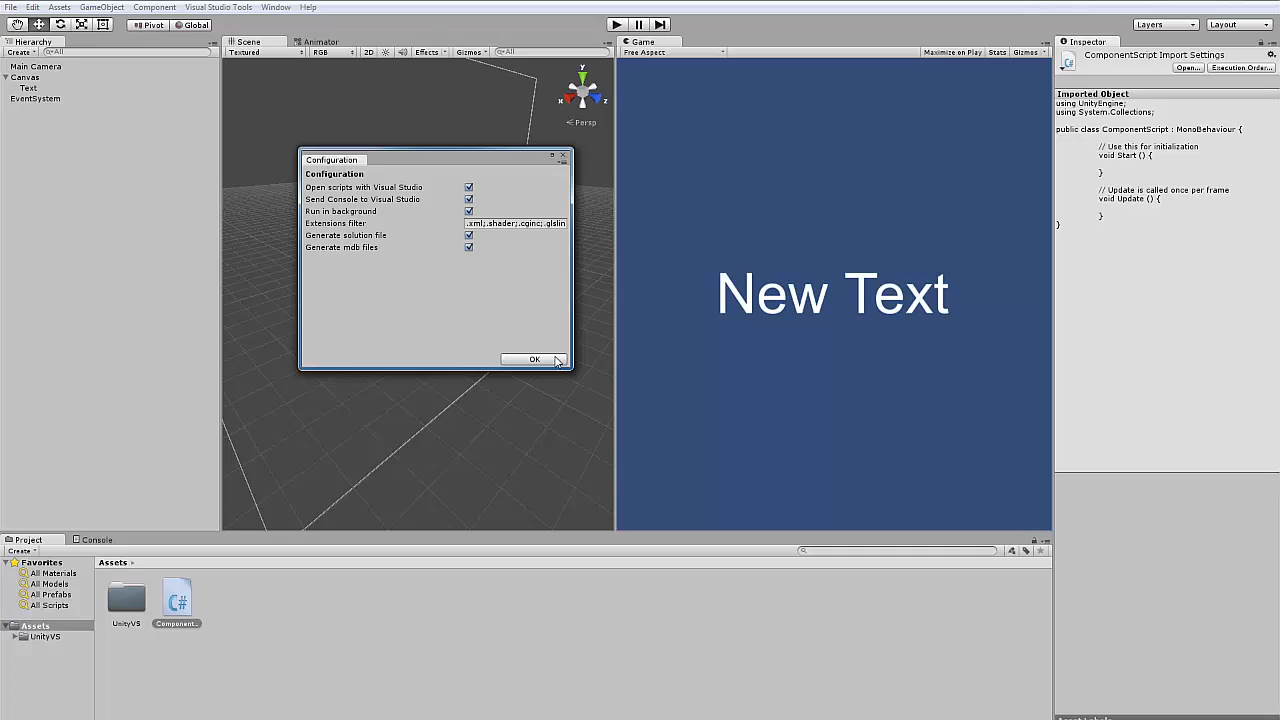 File Edit Assets GameObject Component Visual Studio Tools Window Help
Pivot Global Layers Layout
Hierarchy
Create All
Main Camera
Canvas
Text
EventSystem
Scene Animator
Textured RGB 2D Effects Gizmos All
y
x z
Persp
Configuration
Configuration
Open scripts with Visual Studio
Send Console to Visual Studio
Run in background
Extensions filter .xml;.shader;.cginc;.glslin
Generate solution file
Generate mdb files
OK
Game
Free Aspect Maximize on Play Stats Gizmos
New Text
Inspector
ComponentScript Import Settings
C# Open... Execution Order...
Imported Object
using UnityEngine;
using System.Collections;
public class ComponentScript : MonoBehaviour {
// Use this for initialization
void Start () {
}
// Update is called once per frame
void Update () {
}
}
Project Console
Create
Favorites
All Materials
All Models
All Prefabs
All Scripts
Assets
UnityVS
Assets
C#
UnityVS Component...